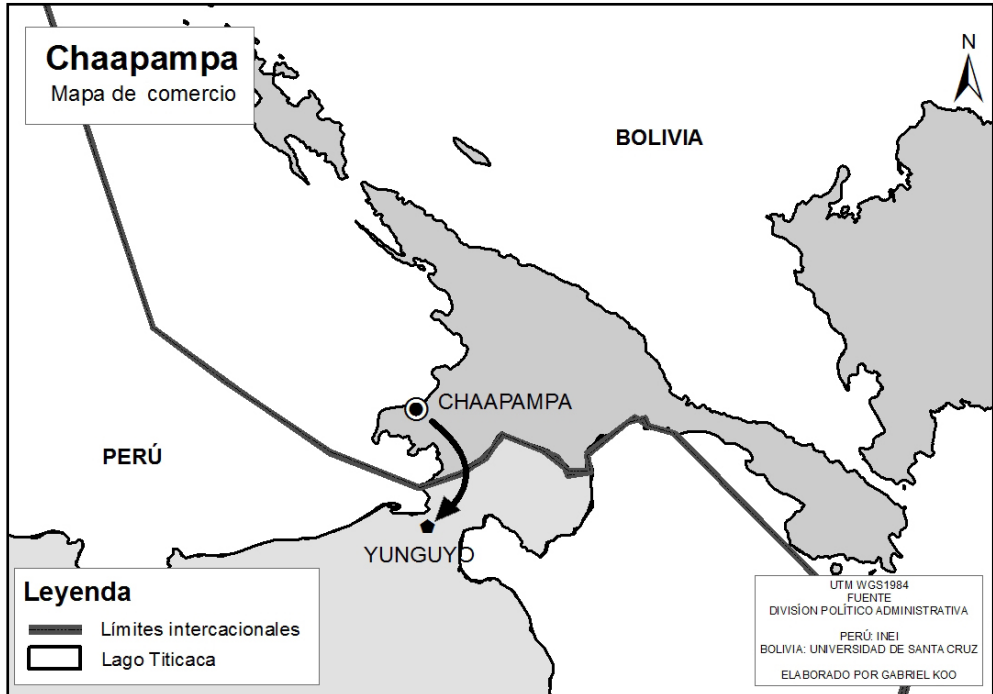 Chaapampa
Mapa de comercio
N
BOLIVIA
CHAAPAMPA
PERÚ
YUNGUYO
Leyenda
Límites intercacionales
Lago Titicaca
UTM WGS1984
FUENTE
DIVISÍON POLÍTICO ADMINISTRATIVA
PERÚ: INEI
BOLIVIA: UNIVERSIDAD DE SANTA CRUZ
ELABORADO POR GABRIEL KOO